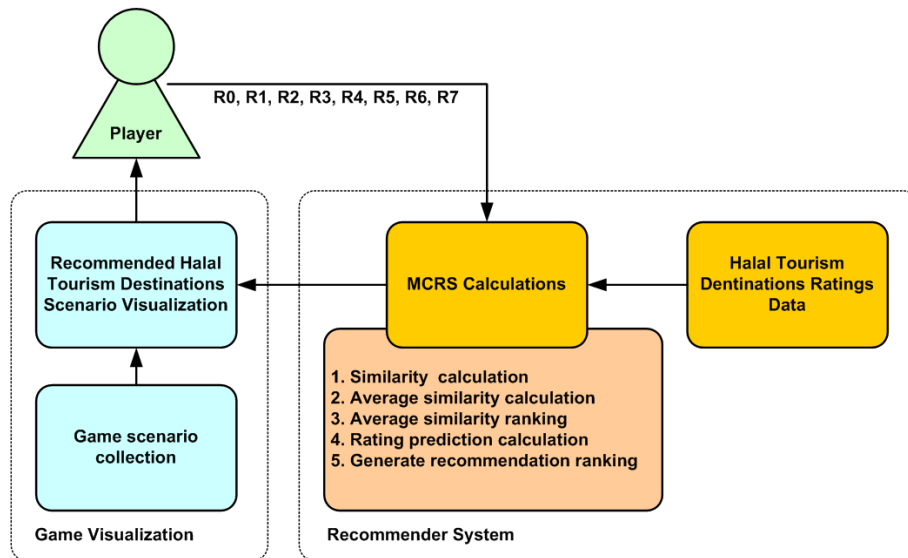 R0, R1, R2, R3, R4, R5, R6, R7
Player
Recommended Halal
Tourism Destinations
Scenario Visualization
MCRS Calculations
Halal Tourism
Dentinations Ratings
Data
1. Similarity calculation
2. Average similarity calculation
3. Average similarity ranking
4. Rating prediction calculation
5. Generate recommendation ranking
Game scenario
collection
Game Visualization
Recommender System